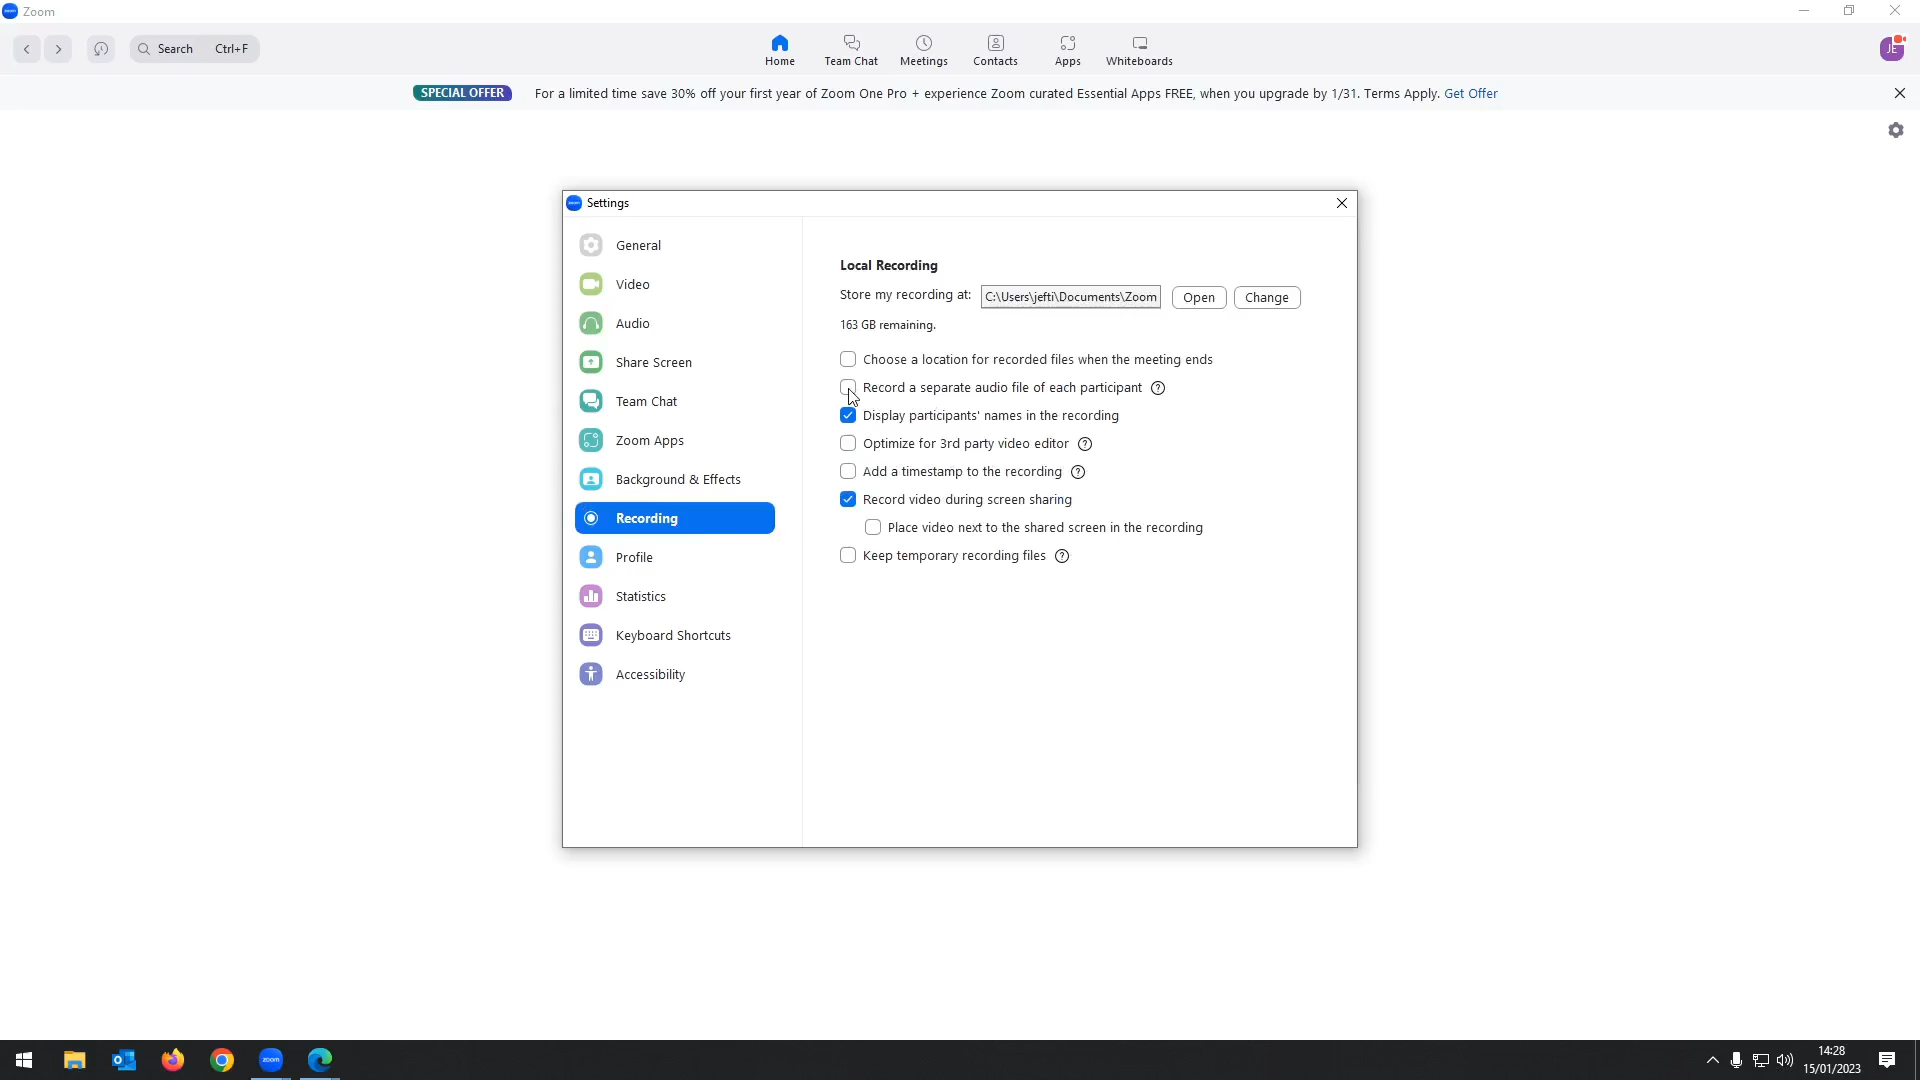 Zoom
Search Ctrl+F
Home
Team Chat
Meetings
Contacts
Apps
Whiteboards
JE
SPECIAL OFFER For a limited time save 30% off your first year of Zoom One Pro + experience Zoom curated Essential Apps FREE, when you upgrade by 1/31. Terms Apply. Get Offer
Settings
General
Video
Audio
Share Screen
Team Chat
Zoom Apps
Background & Effects
Recording
Profile
Statistics
Keyboard Shortcuts
Accessibility
Local Recording
Store my recording at: C:\Users\jefti\Documents\Zoom Open Change
163 GB remaining.
Choose a location for recorded files when the meeting ends
Record a separate audio file of each participant
Display participants' names in the recording
Optimize for 3rd party video editor
Add a timestamp to the recording
Record video during screen sharing
Place video next to the shared screen in the recording
Keep temporary recording files
zoom
14:28
15/01/2023